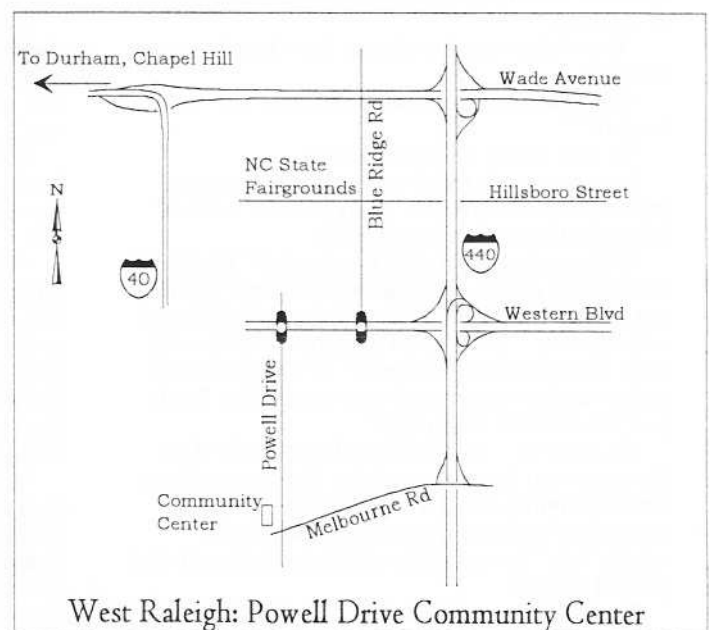 To Durham, Chapel Hill
Wade Avenue
Blue Ridge Rd
NC State
Fairgrounds
Hillsboro Street
N
40
440
Western Blvd
Powell Drive
Community
Center
Melbourne Rd
West Raleigh: Powell Drive Community Center